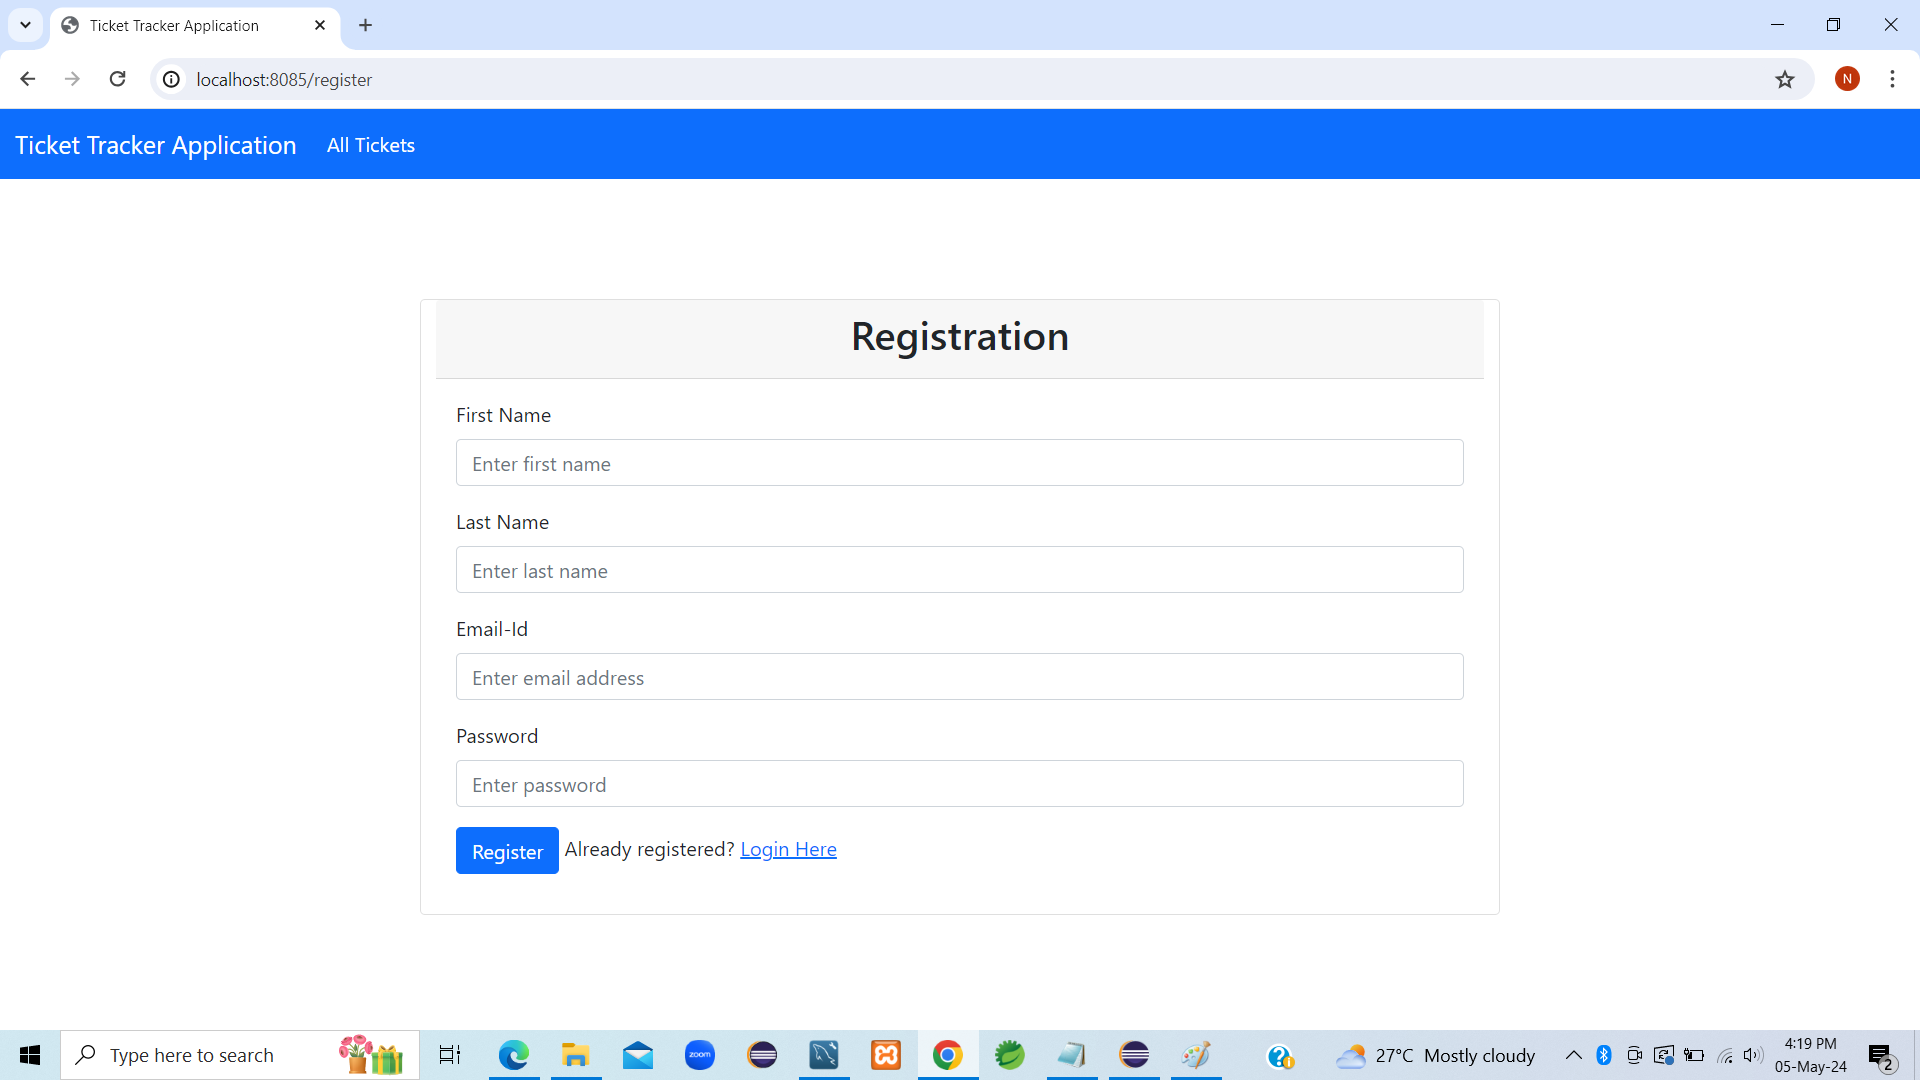 Ticket Tracker Application
localhost:8085/register
N
Ticket Tracker Application All Tickets
Registration
First Name
Enter first name
Last Name
Enter last name
Email-Id
Enter email address
Password
Enter password
Register Already registered? Login Here
Type here to search
zoom
27°C Mostly cloudy
4:19 PM
05-May-24
2